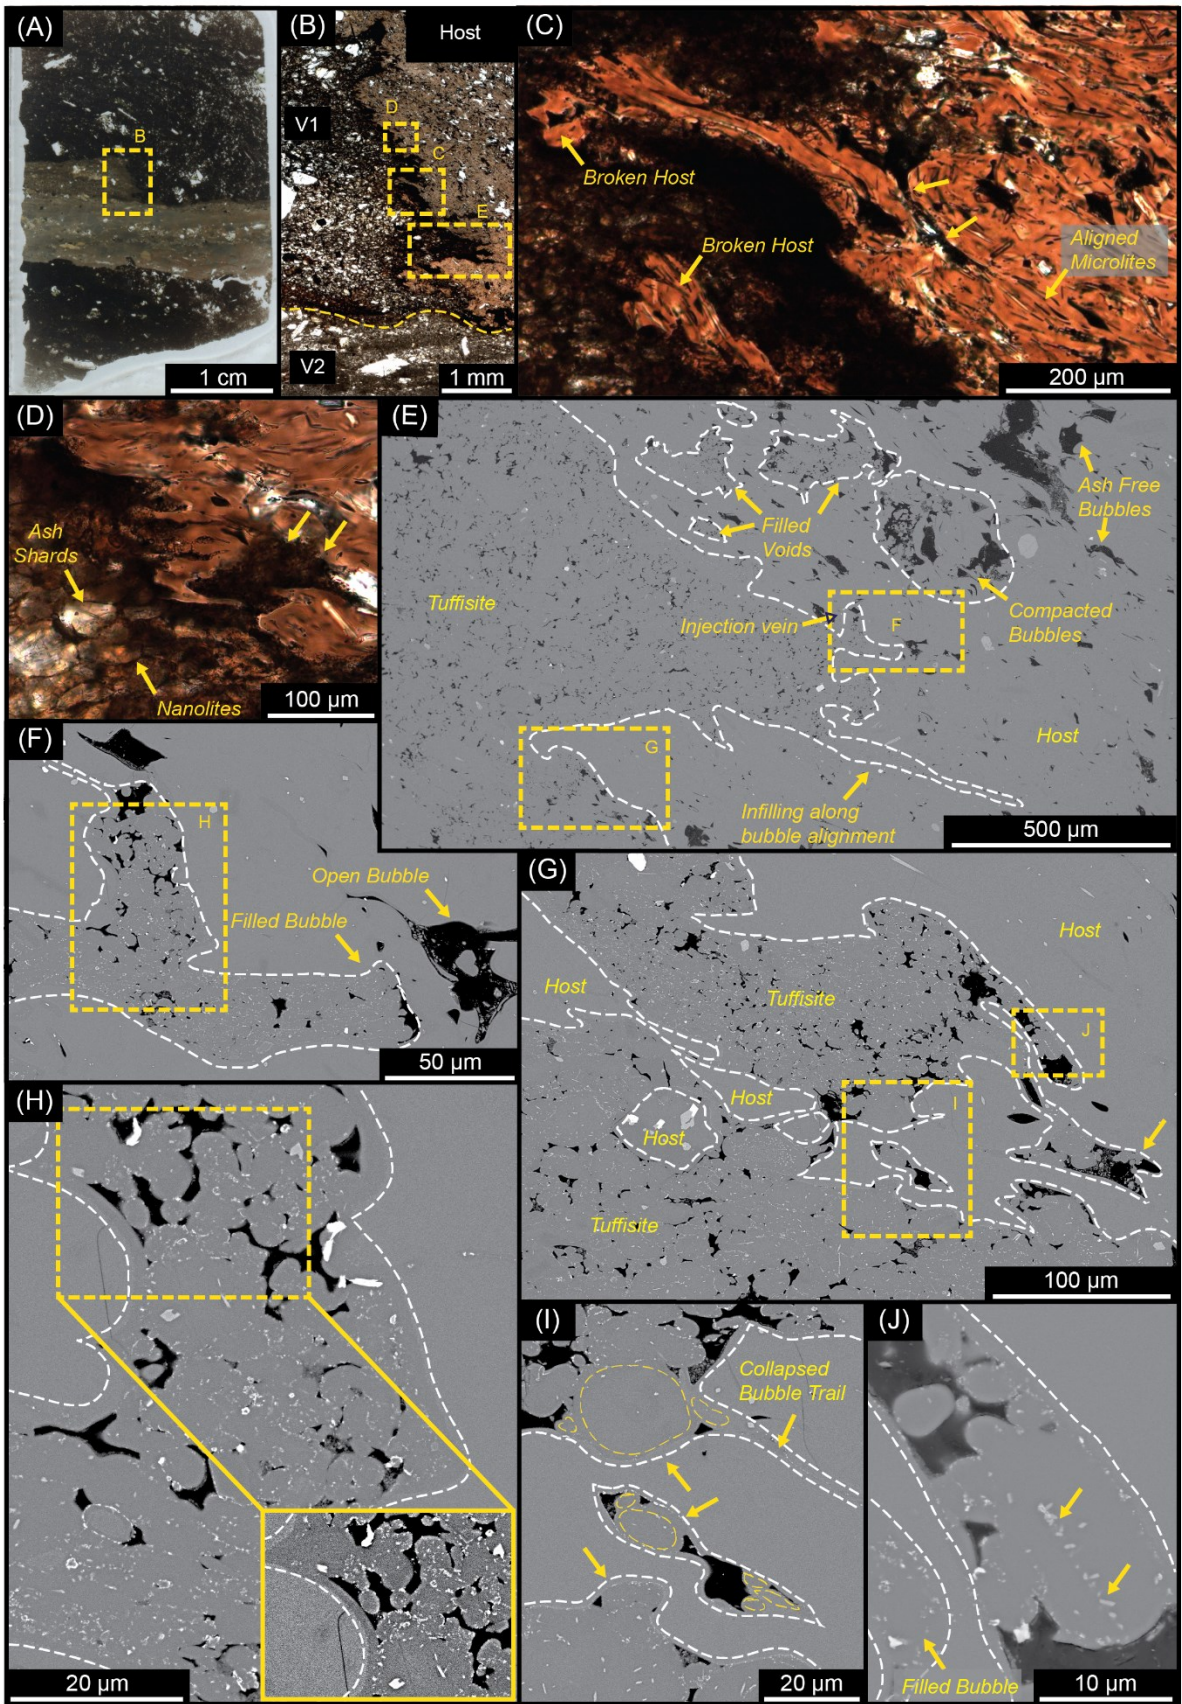 (A)
B
1 cm
(B)
Host
V1
D
C
E
V2
1 mm
(C)
Broken Host
Broken Host
Aligned
Microlites
200 µm
(D)
Ash
Shards
Nanolites
100 µm
(E)
Ash Free
Bubbles
Filled
Voids
Tuffisite
Injection vein
F
Compacted
Bubbles
G
Host
Infilling along
bubble alignment
500 µm
(F)
H
Open Bubble
Filled Bubble
50 µm
(G)
Host
Host
Tuffisite
J
Host
I
Host
Tuffisite
100 µm
(H)
20 µm
(I)
Collapsed
Bubble Trail
20 µm
(J)
Filled Bubble
10 µm